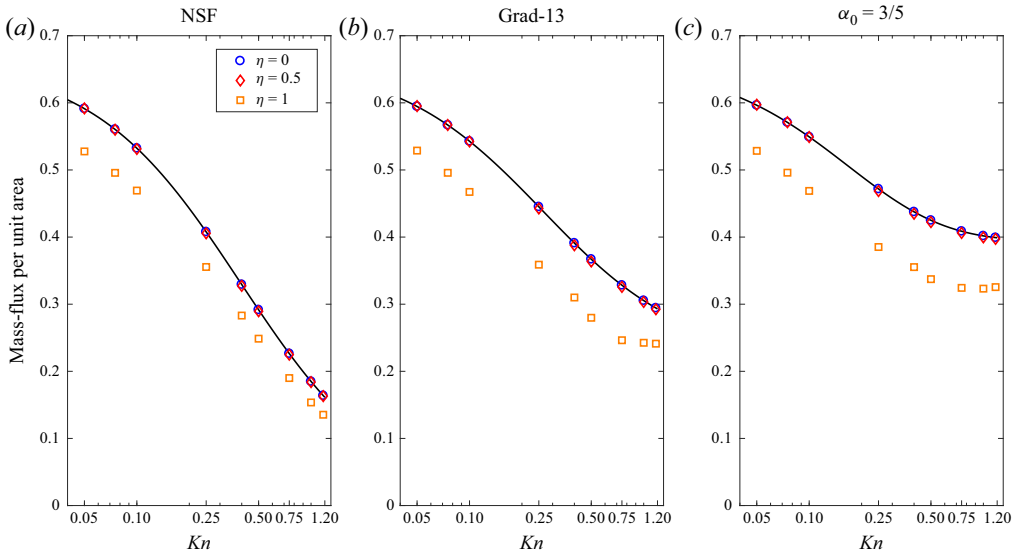 (a) NSF (b) Grad-13 (c) α₀ = 3/5
0.7 0.7 0.7
η = 0
η = 0.5
η = 1
0.6 0.6 0.6
0.5 0.5 0.5
Mass-flux per unit area
0.4 0.4 0.4
0.3 0.3 0.3
0.2 0.2 0.2
0.1 0.1 0.1
0 0 0
0.05 0.10 0.25 0.50 0.75 1.20 0.05 0.10 0.25 0.50 0.75 1.20 0.05 0.10 0.25 0.50 0.75 1.20
Kn Kn Kn